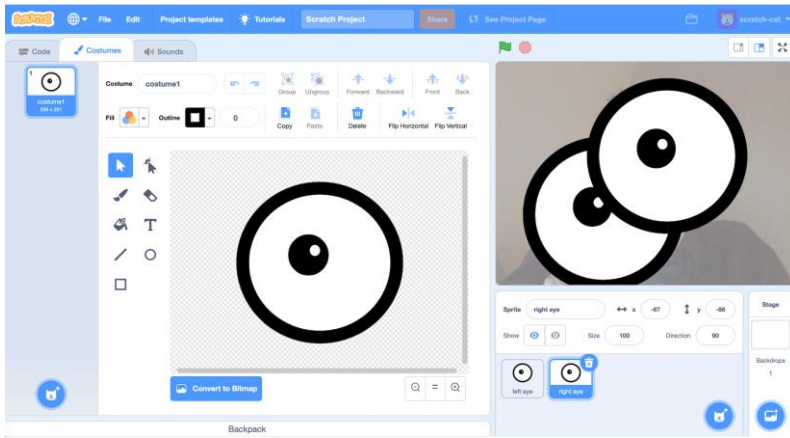 SCRATCH File Edit Project templates Tutorials Scratch Project Share See Project Page scratch-cat
Code Costumes Sounds
1
costume1
Costume costume1 Group Ungroup Forward Backward Front Back
Fill Outline 0 Copy Paste Delete Flip Horizontal Flip Vertical
T
Convert to Bitmap
Backpack
Sprite right eye x -67 y -66
Show Size 100 Direction 90
left eye right eye
Stage
Backdrops
1